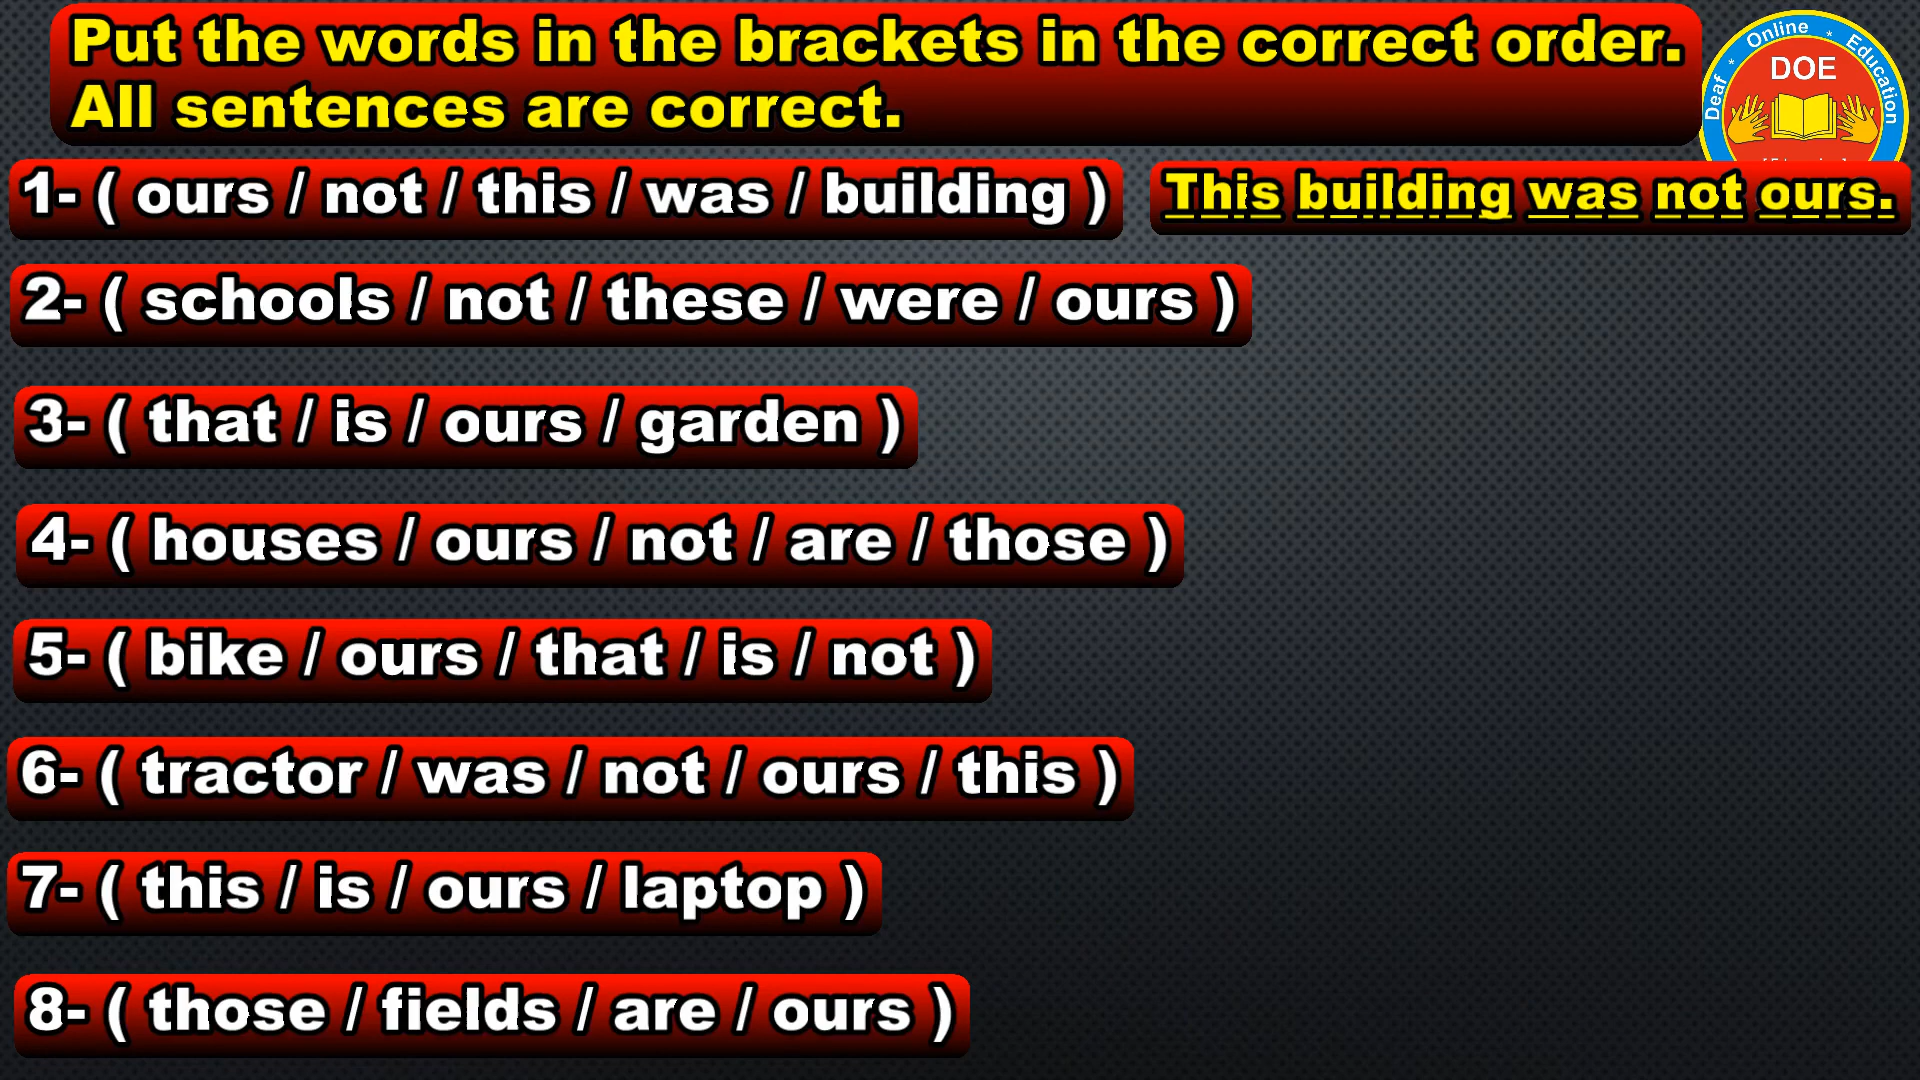 Put the words in the brackets in the correct order.
All sentences are correct.
Deaf * Online * Education
DOE
1- ( ours / not / this / was / building )
This building was not ours.
2- ( schools / not / these / were / ours )
3- ( that / is / ours / garden )
4- ( houses / ours / not / are / those )
5- ( bike / ours / that / is / not )
6- ( tractor / was / not / ours / this )
7- ( this / is / ours / laptop )
8- ( those / fields / are / ours )